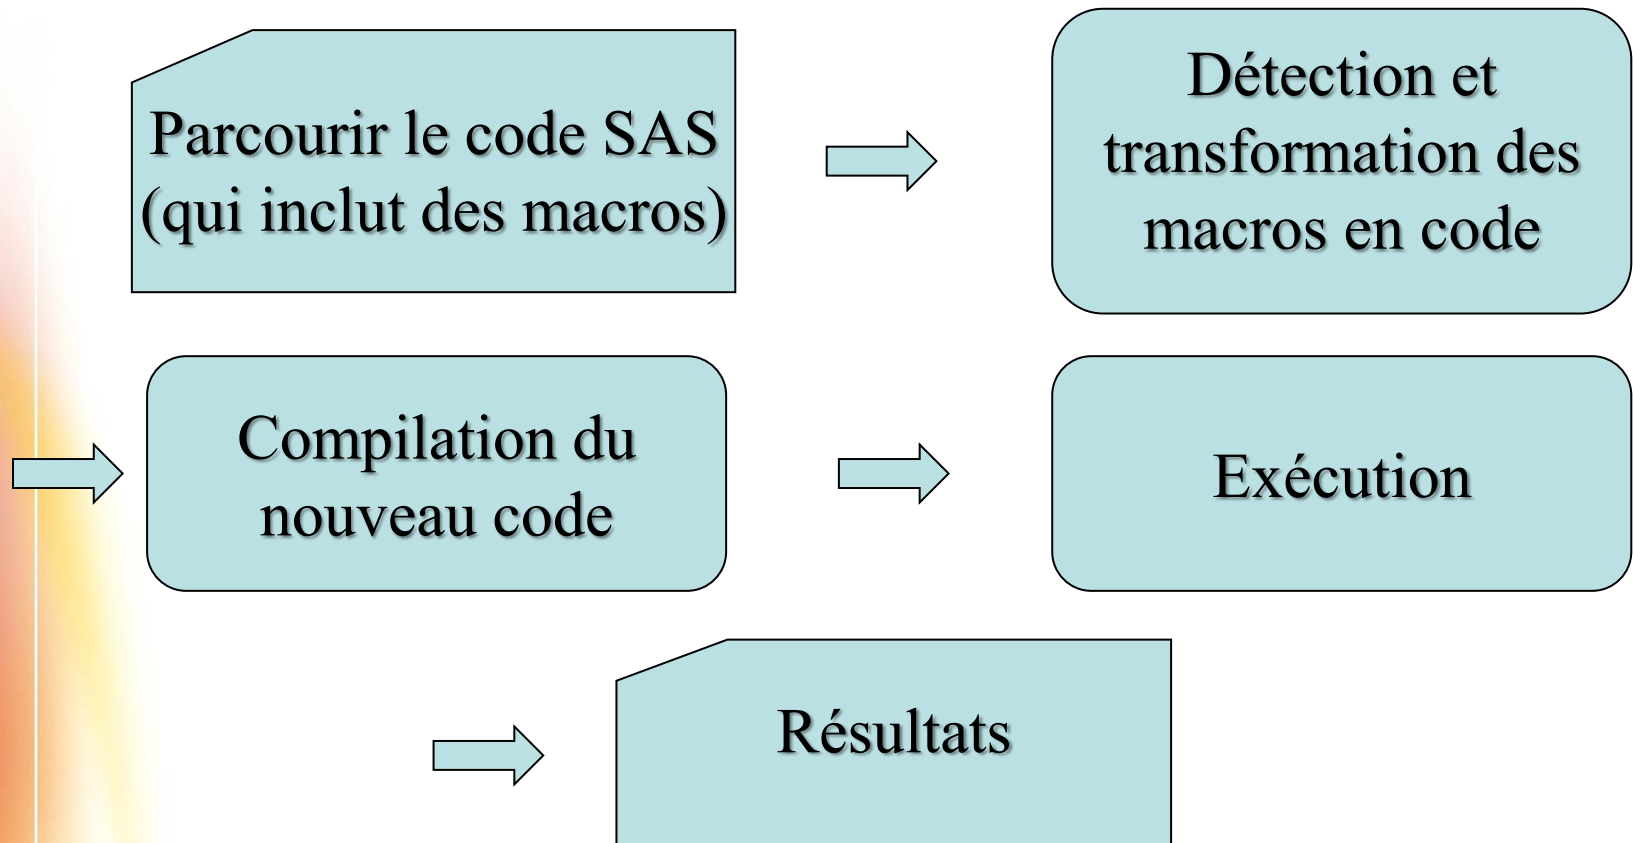 Parcourir le code SAS
(qui inclut des macros)
Détection et
transformation des
macros en code
Compilation du
nouveau code
Exécution
Résultats